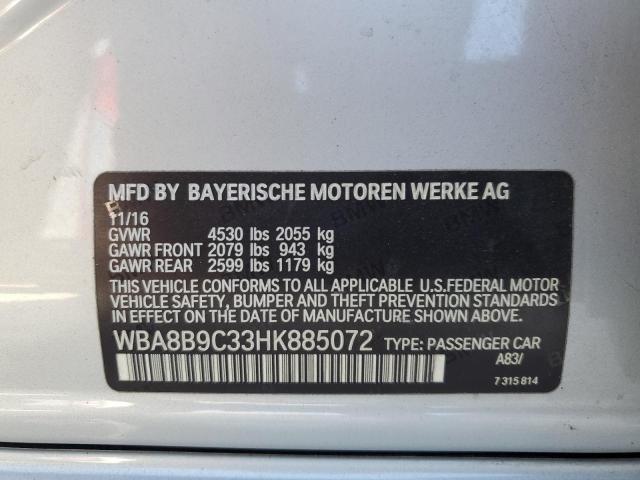 MFD BY BAYERISCHE MOTOREN WERKE AG
11/16
GVWR 4530 lbs 2055 kg
GAWR FRONT 2079 lbs 943 kg
GAWR REAR 2599 lbs 1179 kg
THIS VEHICLE CONFORMS TO ALL APPLICABLE U.S.FEDERAL MOTOR
VEHICLE SAFETY, BUMPER AND THEFT PREVENTION STANDARDS
IN EFFECT ON THE DATE OF MANUFACTURE SHOWN ABOVE.
WBA8B9C33HK885072 TYPE: PASSENGER CAR
A83/
7 315 814